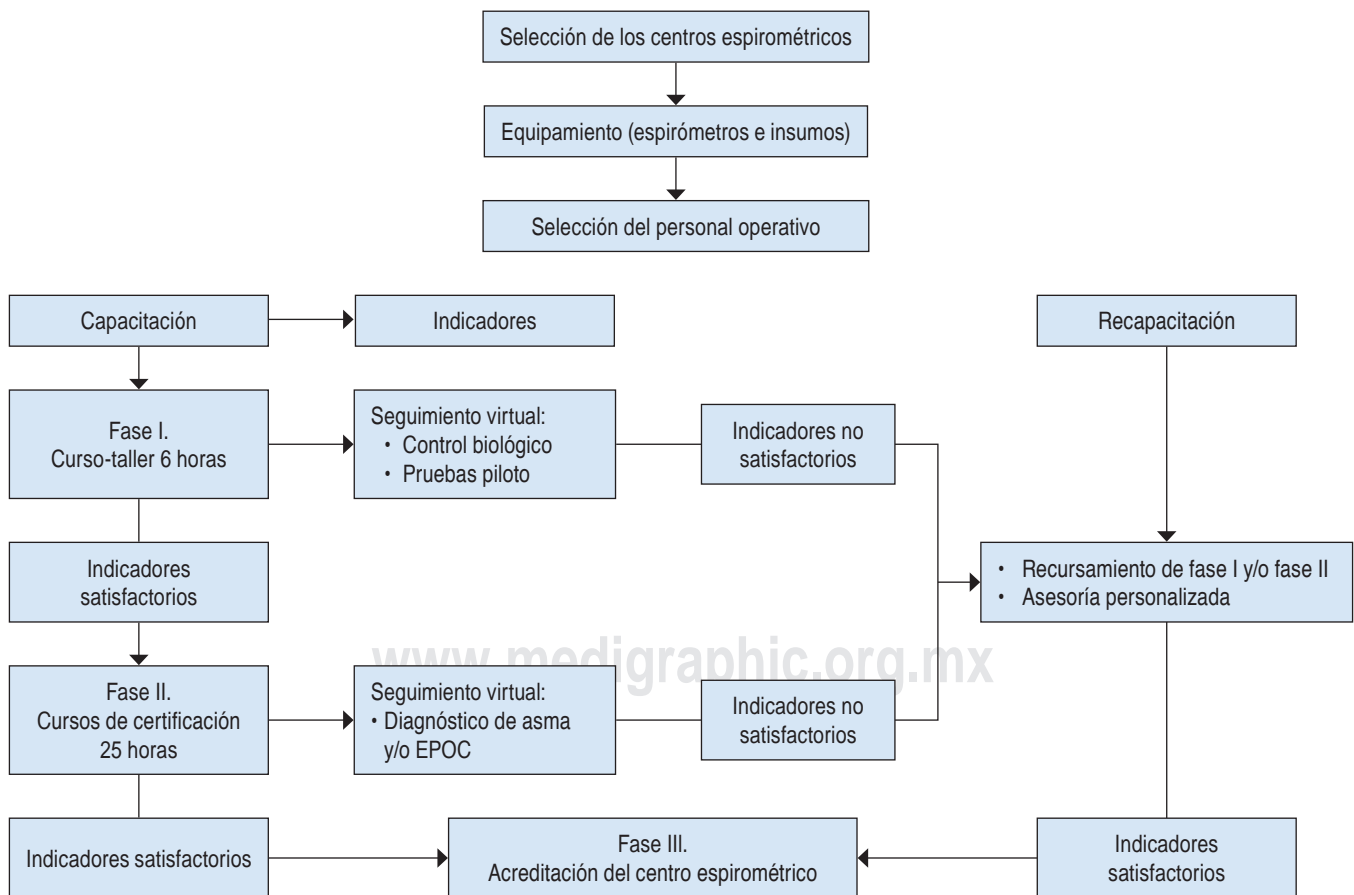 Selección de los centros espirométricos
Equipamiento (espirómetros e insumos)
Selección del personal operativo
Capacitación
Indicadores
Recapacitación
Fase I.
Curso-taller 6 horas
Seguimiento virtual:
• Control biológico
• Pruebas piloto
Indicadores no
satisfactorios
Indicadores
satisfactorios
• Recursamiento de fase I y/o fase II
• Asesoría personalizada
www.medigraphic.org.mx
Fase II.
Cursos de certificación
25 horas
Seguimiento virtual:
• Diagnóstico de asma
y/o EPOC
Indicadores no
satisfactorios
Indicadores satisfactorios
Fase III.
Acreditación del centro espirométrico
Indicadores
satisfactorios